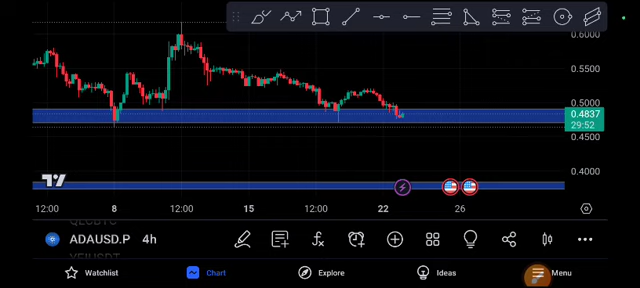 0.6000
0.5500
0.5000
0.4837
29:52
0.4500
0.4000
12:00 8 12:00 15 12:00 22 26
ADAUSD.P 4h
Watchlist Chart Explore Ideas Menu